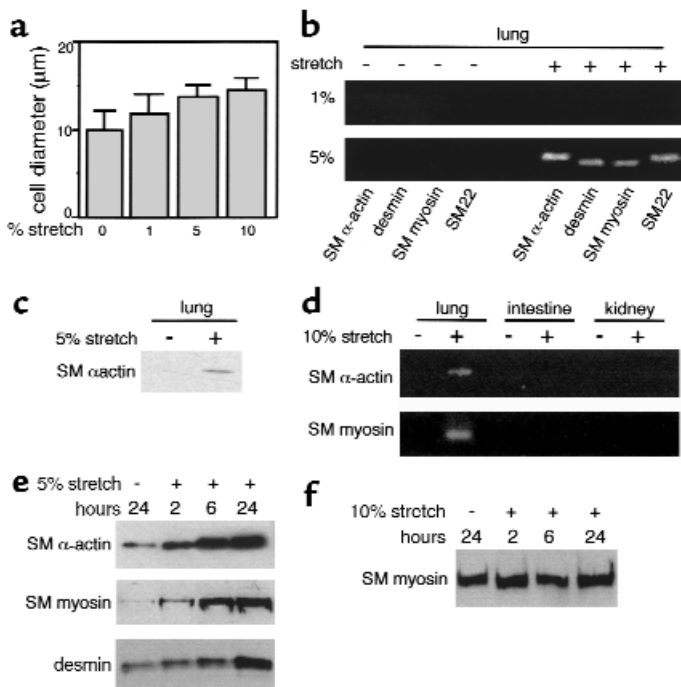 a
20
10
0
cell diameter (µm)
% stretch 0 1 5 10
b
lung
stretch - - - - + + + +
1%
5%
SM α-actin desmin SM myosin SM22 SM α-actin desmin SM myosin SM22
c
lung
5% stretch - +
SM αactin
d
lung intestine kidney
10% stretch - + - + - +
SM α-actin
SM myosin
e
5% stretch - + + +
hours 24 2 6 24
SM α-actin
SM myosin
desmin
f
10% stretch - + + +
hours 24 2 6 24
SM myosin